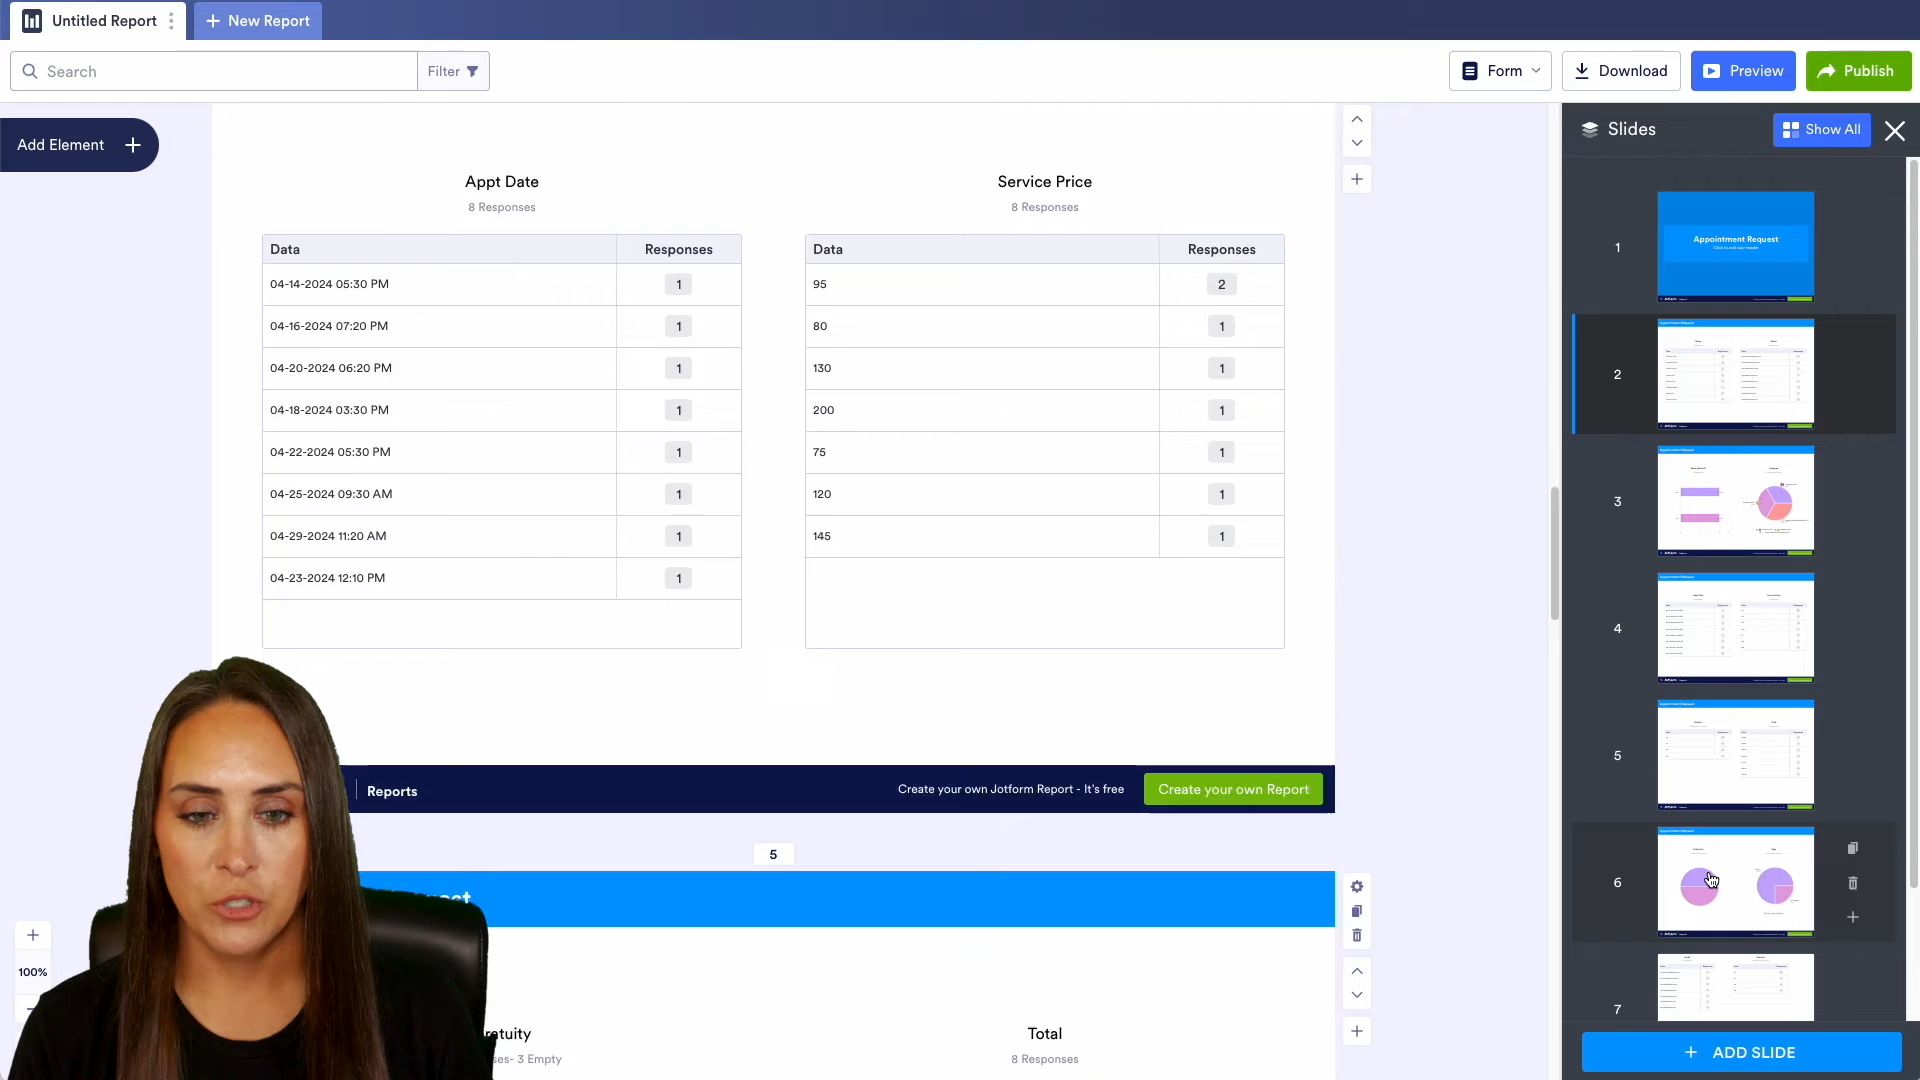 Untitled Report
+ New Report
Search
Filter
Form
Download
Preview
Publish
Add Element +
Slides
Show All
Appt Date
8 Responses
Data Responses
04-14-2024 05:30 PM 1
04-16-2024 07:20 PM 1
04-20-2024 06:20 PM 1
04-18-2024 03:30 PM 1
04-22-2024 05:30 PM 1
04-25-2024 09:30 AM 1
04-29-2024 11:20 AM 1
04-23-2024 12:10 PM 1
Service Price
8 Responses
Data Responses
95 2
80 1
130 1
200 1
75 1
120 1
145 1
Reports
Create your own Jotform Report - It's free
Create your own Report
5
Total
8 Responses
3 Empty
100%
1
Appointment Request
2
3
4
5
6
7
+ ADD SLIDE